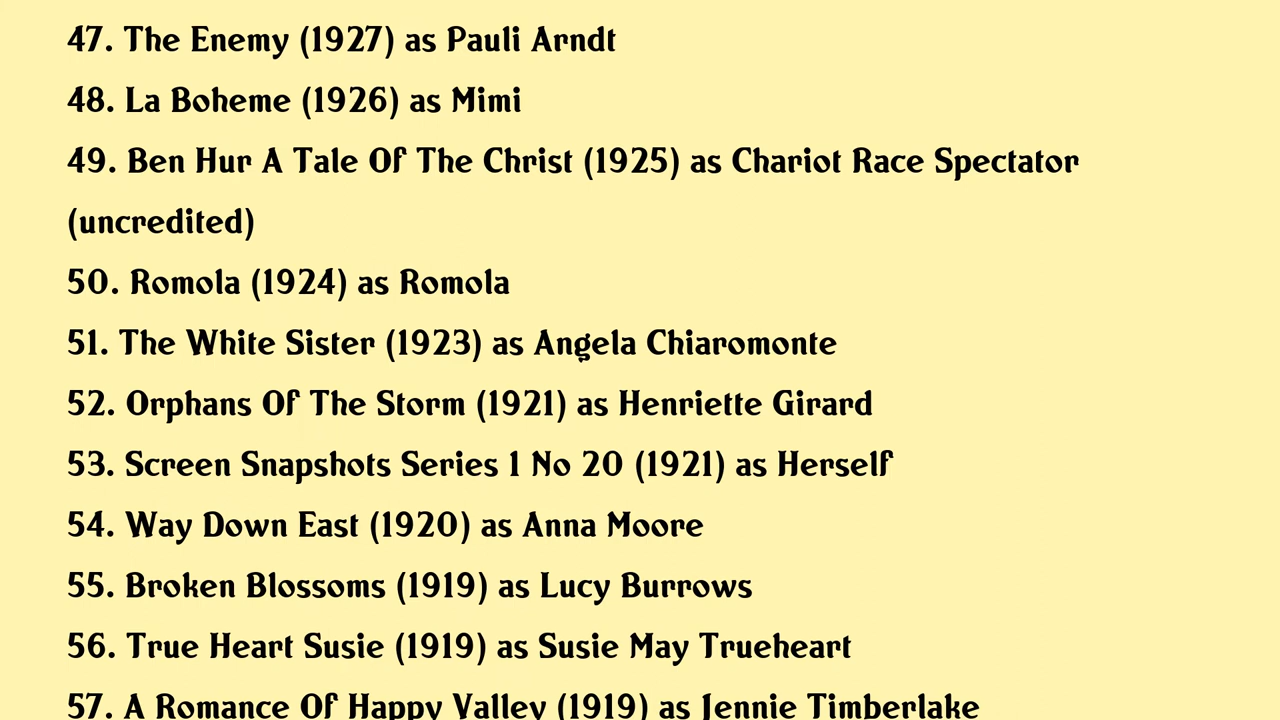 47. The Enemy (1927) as Pauli Arndt
48. La Boheme (1926) as Mimi
49. Ben Hur A Tale Of The Christ (1925) as Chariot Race Spectator
(uncredited)
50. Romola (1924) as Romola
51. The White Sister (1923) as Angela Chiaromonte
52. Orphans Of The Storm (1921) as Henriette Girard
53. Screen Snapshots Series 1 No 20 (1921) as Herself
54. Way Down East (1920) as Anna Moore
55. Broken Blossoms (1919) as Lucy Burrows
56. True Heart Susie (1919) as Susie May Trueheart
57. A Romance Of Happy Valley (1919) as Jennie Timberlake